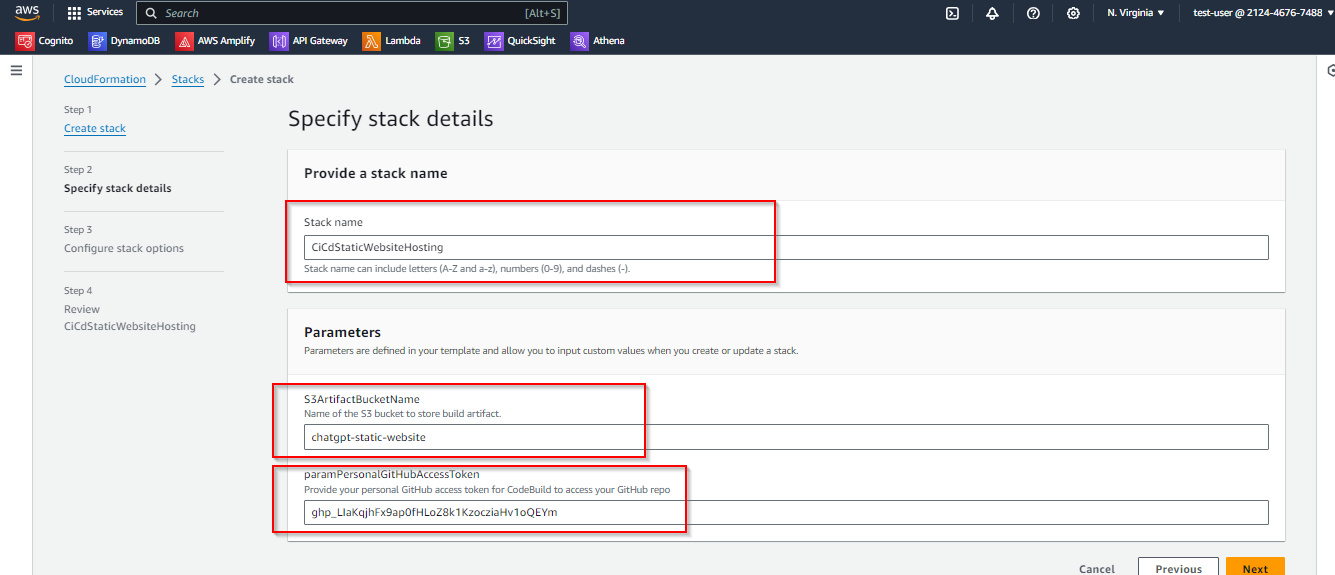 aws Services Search [Alt+S] N. Virginia test-user @ 2124-4676-7488
Cognito DynamoDB AWS Amplify API Gateway Lambda S3 QuickSight Athena
CloudFormation Stacks Create stack
Step 1
Create stack
Step 2
Specify stack details
Step 3
Configure stack options
Step 4
Review
CiCdStaticWebsiteHosting
Specify stack details
Provide a stack name
Stack name
CiCdStaticWebsiteHosting
Stack name can include letters (A-Z and a-z), numbers (0-9), and dashes (-).
Parameters
Parameters are defined in your template and allow you to input custom values when you create or update a stack.
S3ArtifactBucketName
Name of the S3 bucket to store build artifact.
chatgpt-static-website
paramPersonalGitHubAccessToken
Provide your personal GitHub access token for CodeBuild to access your GitHub repo
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
Cancel Previous Next